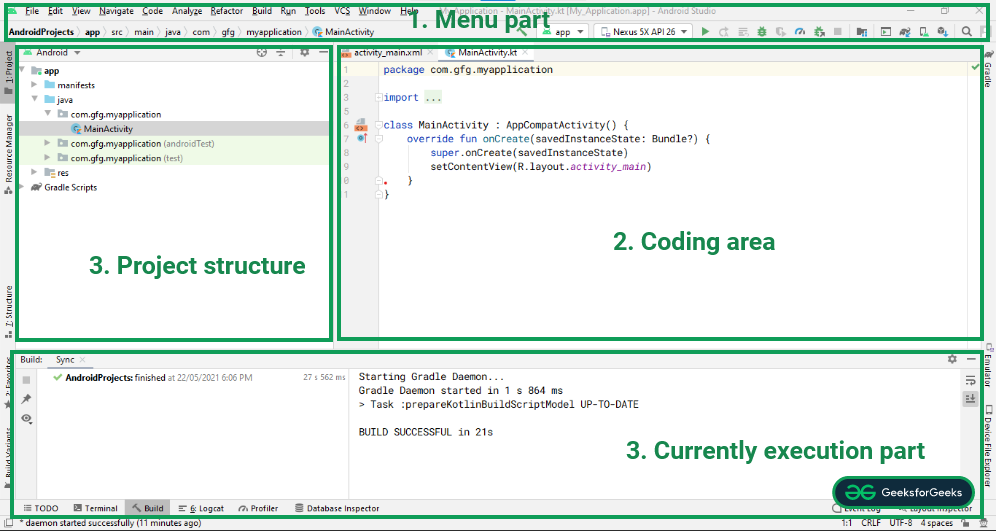 File Edit View Navigate Code Analyze Refactor Build Run Tools VCS Window Help My Application - MainActivity.kt [My_Application.app] - Android Studio
1. Menu part
AndroidProjects app src main java com gfg myapplication MainActivity app Nexus 5X API 26
Android
app
manifests
java
com.gfg.myapplication
MainActivity
com.gfg.myapplication (androidTest)
com.gfg.myapplication (test)
res
Gradle Scripts
3. Project structure
activity_main.xml MainActivity.kt
1 package com.gfg.myapplication
2
3 import ...
5
6 class MainActivity : AppCompatActivity() {
7 override fun onCreate(savedInstanceState: Bundle?) {
8 super.onCreate(savedInstanceState)
9 setContentView(R.layout.activity_main)
0 }
1 }
2. Coding area
1: Project
Resource Manager
7: Structure
2: Favorites
Build Variants
Gradle
Emulator
Device File Explorer
Build: Sync
AndroidProjects: finished at 22/05/2021 6:06 PM 27 s 562 ms
Starting Gradle Daemon...
Gradle Daemon started in 1 s 864 ms
> Task :prepareKotlinBuildScriptModel UP-TO-DATE
BUILD SUCCESSFUL in 21s
3. Currently execution part
GeeksforGeeks
TODO Terminal Build 6: Logcat Profiler Database Inspector Event Log Layout Inspector
* daemon started successfully (11 minutes ago) 1:1 CRLF UTF-8 4 spaces